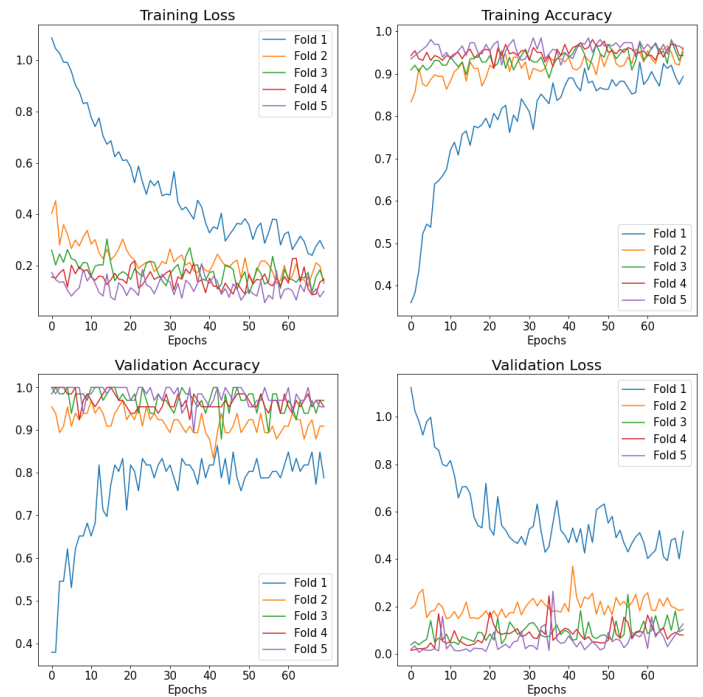 Training Loss
1.0
0.8
0.6
0.4
0.2
0 10 20 30 40 50 60
Epochs
Fold 1
Fold 2
Fold 3
Fold 4
Fold 5
Training Accuracy
1.0
0.9
0.8
0.7
0.6
0.5
0.4
0 10 20 30 40 50 60
Epochs
Fold 1
Fold 2
Fold 3
Fold 4
Fold 5
Validation Accuracy
1.0
0.9
0.8
0.7
0.6
0.5
0.4
0 10 20 30 40 50 60
Epochs
Fold 1
Fold 2
Fold 3
Fold 4
Fold 5
Validation Loss
1.0
0.8
0.6
0.4
0.2
0.0
0 10 20 30 40 50 60
Epochs
Fold 1
Fold 2
Fold 3
Fold 4
Fold 5